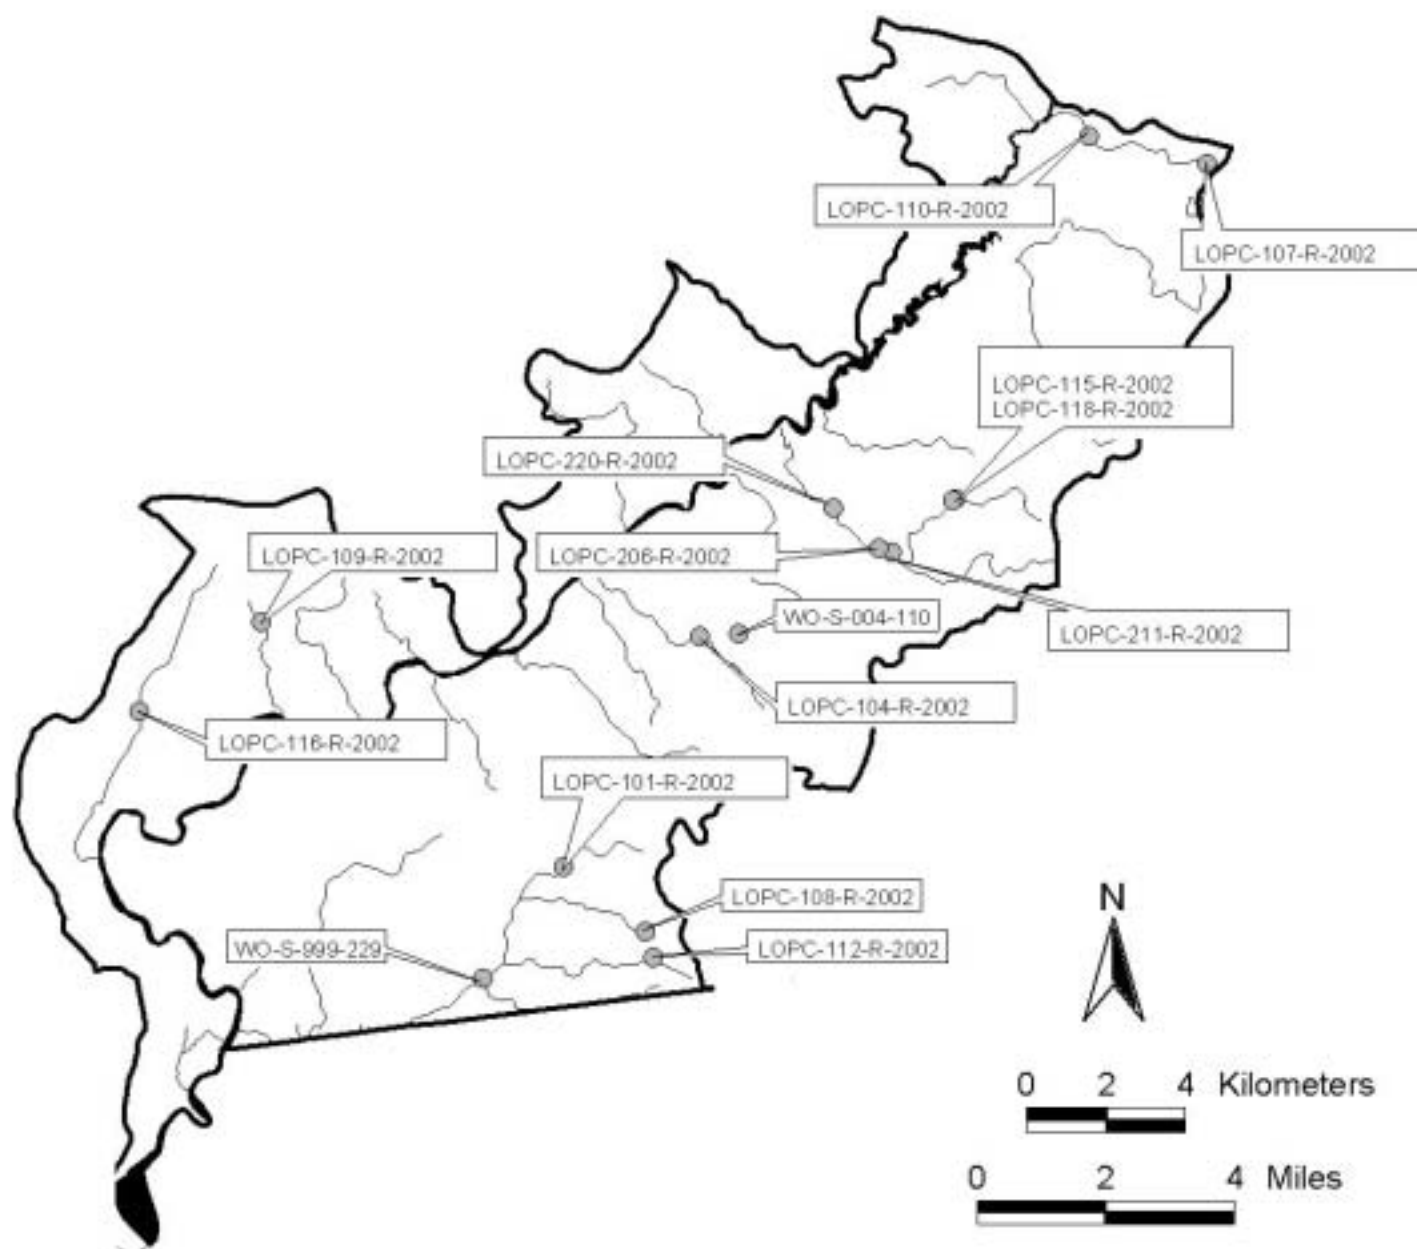 LOPC-110-R-2002
LOPC-107-R-2002
LOPC-115-R-2002
LOPC-118-R-2002
LOPC-220-R-2002
LOPC-109-R-2002
LOPC-206-R-2002
WO-S-004-110
LOPC-211-R-2002
LOPC-104-R-2002
LOPC-116-R-2002
LOPC-101-R-2002
LOPC-108-R-2002
WO-S-999-229
LOPC-112-R-2002
N
0 2 4 Kilometers
0 2 4 Miles